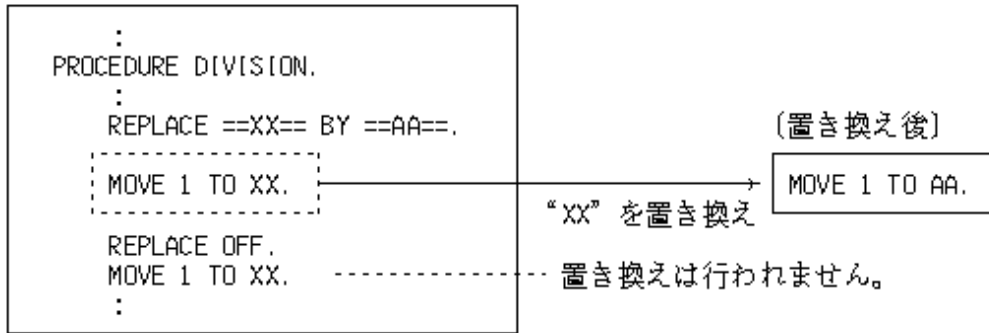 :
PROCEDURE DIVISION.
:
REPLACE ==XX== BY ==AA==.
MOVE 1 TO XX.
REPLACE OFF.
MOVE 1 TO XX.
:
〔置き換え後〕
MOVE 1 TO AA.
“XX”を置き換え
置き換えは行われません。